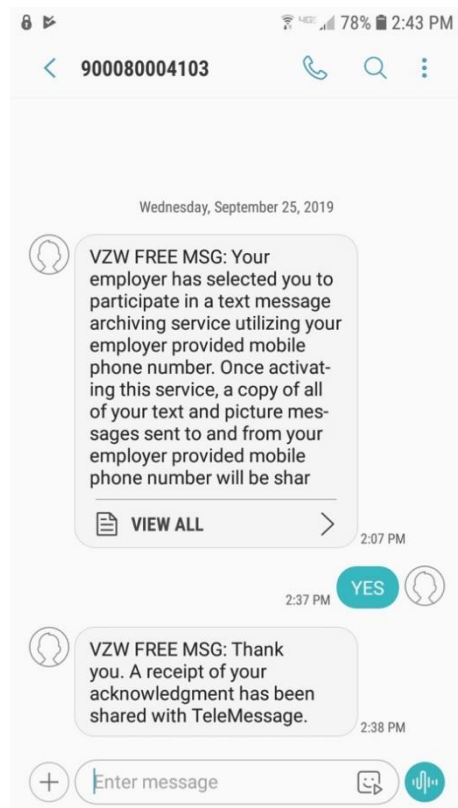 78% 2:43 PM
900080004103
Wednesday, September 25, 2019
VZW FREE MSG: Your
employer has selected you to
participate in a text message
archiving service utilizing your
employer provided mobile
phone number. Once activat-
ing this service, a copy of all
of your text and picture mes-
sages sent to and from your
employer provided mobile
phone number will be shar
VIEW ALL
2:07 PM
YES
2:37 PM
VZW FREE MSG: Thank
you. A receipt of your
acknowledgment has been
shared with TeleMessage.
2:38 PM
Enter message